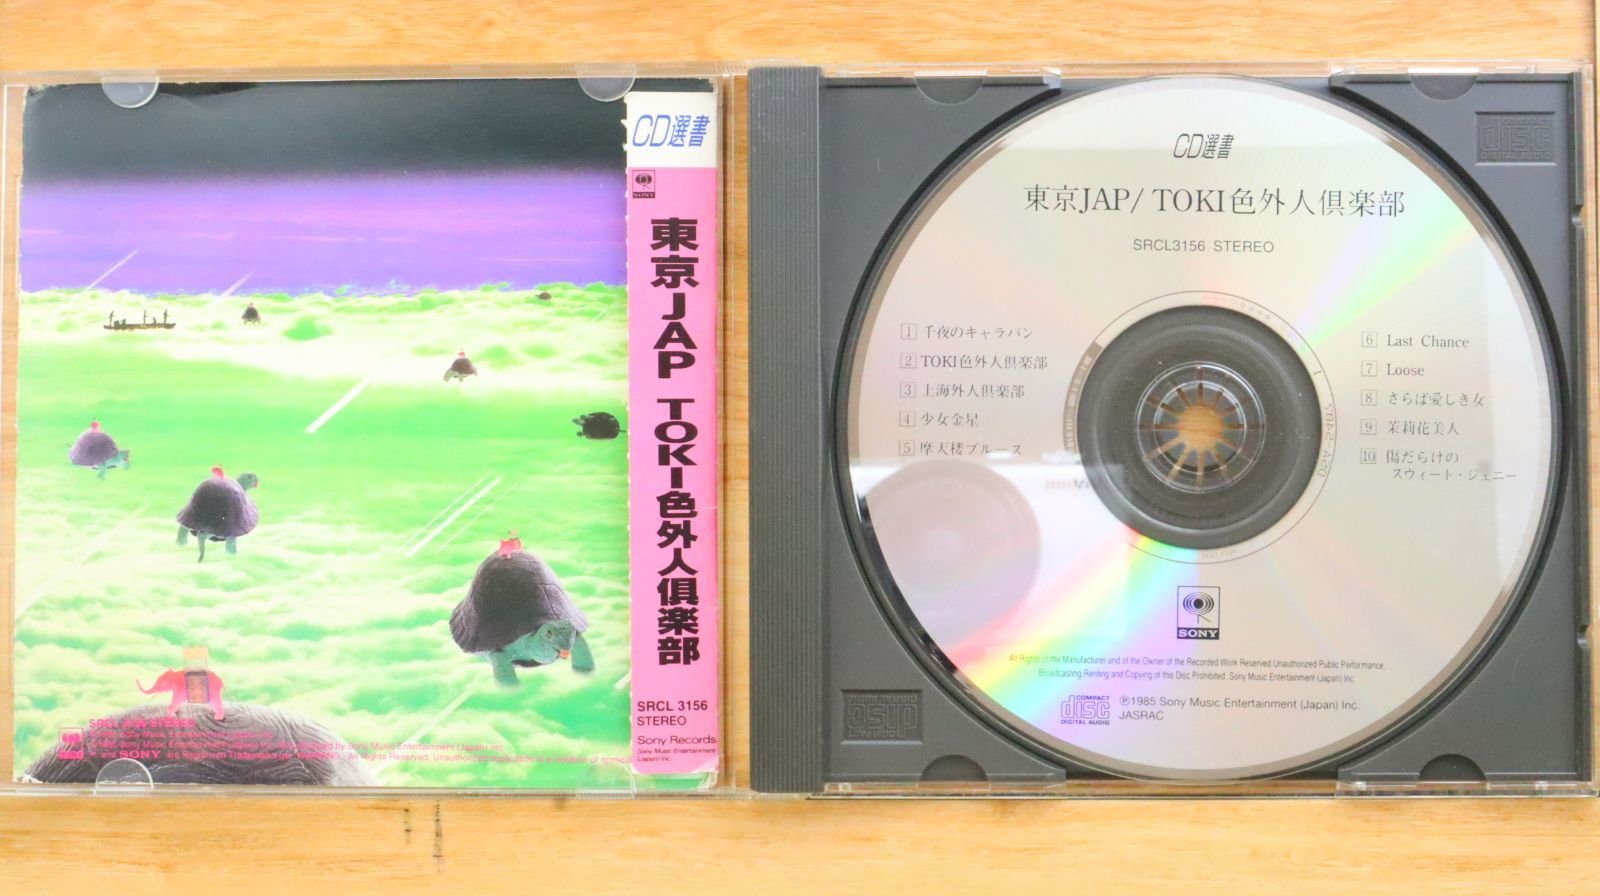 CD選書
SONY
東京JAP TOKI色外人倶楽部
SRCL 3156
STEREO
Sony Records
Sony Music Entertainment
(Japan) Inc.
SRCL 3156 STEREO
SONY
CD選書
東京JAP/ TOKI色外人倶楽部
SRCL3156 STEREO
1 千夜のキャラバン
2 TOKI色外人倶楽部
3 上海外人倶楽部
4 少女金星
5 摩天楼ブルース
6 Last Chance
7 Loose
8 さらば愛しき女
9 茉莉花美人
10 傷だらけの
スウィート・ジェニー
SONY
All Rights of the Manufacturer and of the Owner of the Recorded Work Reserved Unauthorized Public Performance,
Broadcasting, Renting and Copying of this Disc Prohibited. Sony Music Entertainment (Japan) Inc.
COMPACT
disc
DIGITAL AUDIO
℗1985 Sony Music Entertainment (Japan) Inc.
JASRAC
COMPACT
disc
DIGITAL AUDIO
COMPACT
disc
DIGITAL AUDIO